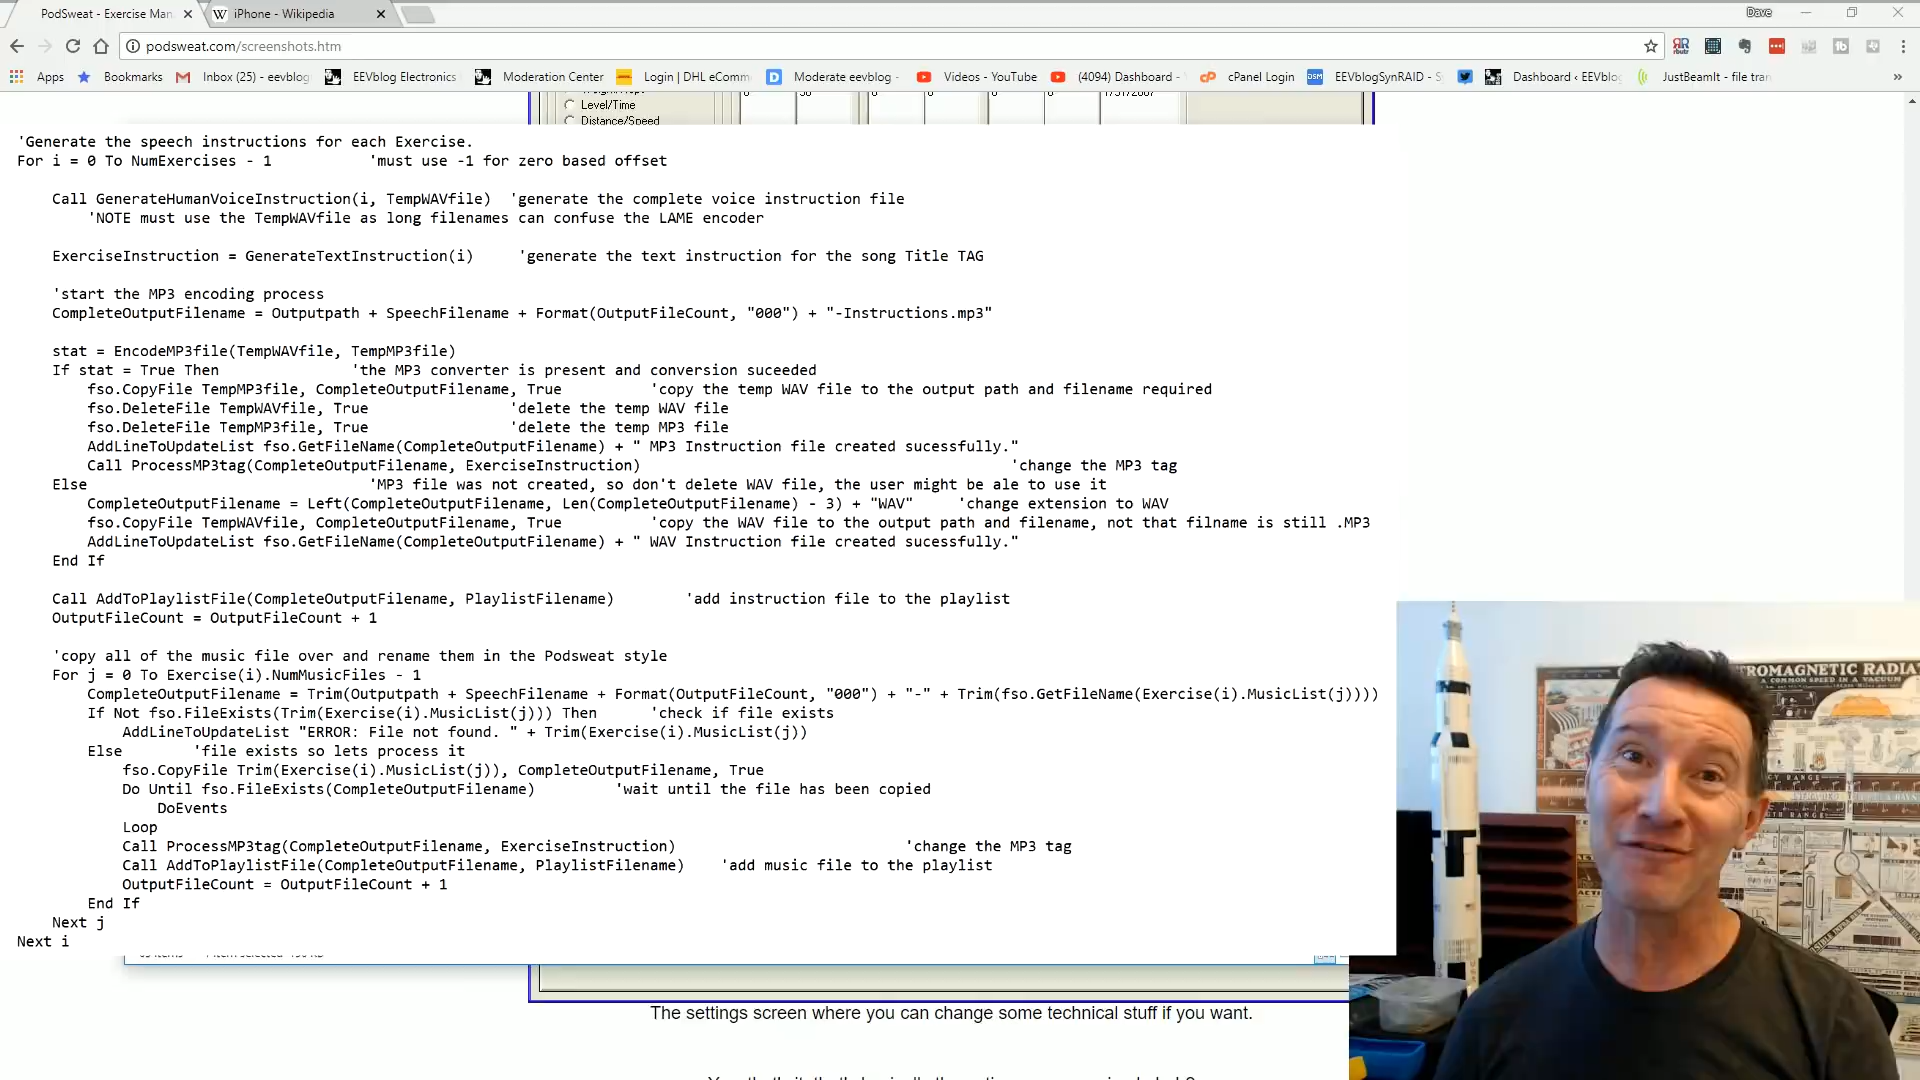 PodSweat - Exercise Man
iPhone - Wikipedia
Dave
podsweat.com/screenshots.htm
Apps
Bookmarks
Inbox (25) - eevblog
EEVblog Electronics
Moderation Center
Login | DHL eComm
Moderate eevblog -
Videos - YouTube
(4094) Dashboard -
cPanel Login
EEVblogSynRAID - S
Dashboard ‹ EEVblog
JustBeamIt - file tran
Level/Time
Distance/Speed
'Generate the speech instructions for each Exercise.
For i = 0 To NumExercises - 1 'must use -1 for zero based offset
Call GenerateHumanVoiceInstruction(i, TempWAVfile) 'generate the complete voice instruction file
'NOTE must use the TempWAVfile as long filenames can confuse the LAME encoder
ExerciseInstruction = GenerateTextInstruction(i) 'generate the text instruction for the song Title TAG
'start the MP3 encoding process
CompleteOutputFilename = Outputpath + SpeechFilename + Format(OutputFileCount, "000") + "-Instructions.mp3"
stat = EncodeMP3file(TempWAVfile, TempMP3file)
If stat = True Then 'the MP3 converter is present and conversion suceeded
fso.CopyFile TempMP3file, CompleteOutputFilename, True 'copy the temp WAV file to the output path and filename required
fso.DeleteFile TempWAVfile, True 'delete the temp WAV file
fso.DeleteFile TempMP3file, True 'delete the temp MP3 file
AddLineToUpdateList fso.GetFileName(CompleteOutputFilename) + " MP3 Instruction file created sucessfully."
Call ProcessMP3tag(CompleteOutputFilename, ExerciseInstruction) 'change the MP3 tag
Else 'MP3 file was not created, so don't delete WAV file, the user might be ale to use it
CompleteOutputFilename = Left(CompleteOutputFilename, Len(CompleteOutputFilename) - 3) + "WAV" 'change extension to WAV
fso.CopyFile TempWAVfile, CompleteOutputFilename, True 'copy the WAV file to the output path and filename, not that filname is still .MP3
AddLineToUpdateList fso.GetFileName(CompleteOutputFilename) + " WAV Instruction file created sucessfully."
End If
Call AddToPlaylistFile(CompleteOutputFilename, PlaylistFilename) 'add instruction file to the playlist
OutputFileCount = OutputFileCount + 1
'copy all of the music file over and rename them in the Podsweat style
For j = 0 To Exercise(i).NumMusicFiles - 1
CompleteOutputFilename = Trim(Outputpath + SpeechFilename + Format(OutputFileCount, "000") + "-" + Trim(fso.GetFileName(Exercise(i).MusicList(j))))
If Not fso.FileExists(Trim(Exercise(i).MusicList(j))) Then 'check if file exists
AddLineToUpdateList "ERROR: File not found. " + Trim(Exercise(i).MusicList(j))
Else 'file exists so lets process it
fso.CopyFile Trim(Exercise(i).MusicList(j)), CompleteOutputFilename, True
Do Until fso.FileExists(CompleteOutputFilename) 'wait until the file has been copied
DoEvents
Loop
Call ProcessMP3tag(CompleteOutputFilename, ExerciseInstruction) 'change the MP3 tag
Call AddToPlaylistFile(CompleteOutputFilename, PlaylistFilename) 'add music file to the playlist
OutputFileCount = OutputFileCount + 1
End If
Next j
Next i
ROMAGNETIC RADIA
The settings screen where you can change some technical stuff if you want.